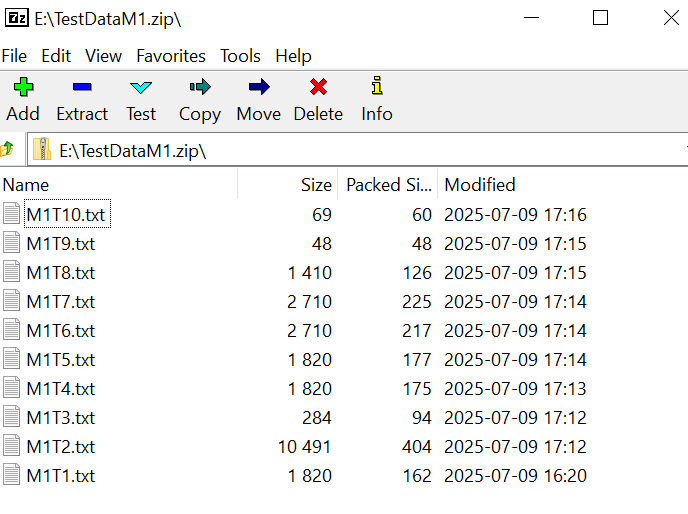 7z E:\TestDataM1.zip\
File Edit View Favorites Tools Help
Add Extract Test Copy Move Delete Info
E:\TestDataM1.zip\
Name Size Packed Si... Modified
M1T10.txt 69 60 2025-07-09 17:16
M1T9.txt 48 48 2025-07-09 17:15
M1T8.txt 1 410 126 2025-07-09 17:15
M1T7.txt 2 710 225 2025-07-09 17:14
M1T6.txt 2 710 217 2025-07-09 17:14
M1T5.txt 1 820 177 2025-07-09 17:14
M1T4.txt 1 820 175 2025-07-09 17:13
M1T3.txt 284 94 2025-07-09 17:12
M1T2.txt 10 491 404 2025-07-09 17:12
M1T1.txt 1 820 162 2025-07-09 16:20